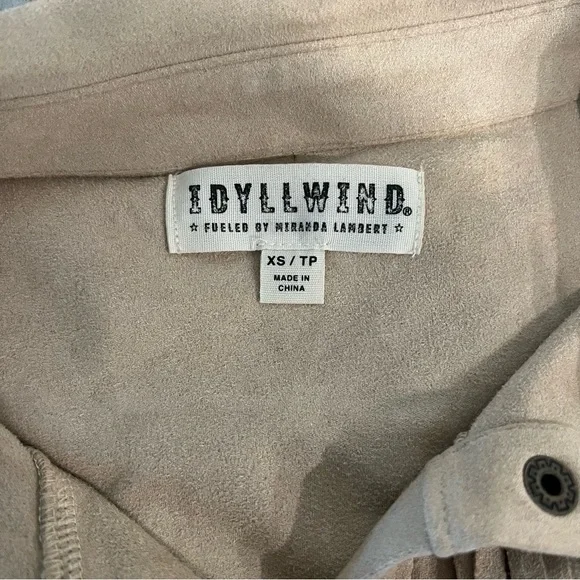 IDYLLWIND®
☆ FUELED BY MIRANDA LAMBERT ☆
XS / TP
MADE IN
CHINA